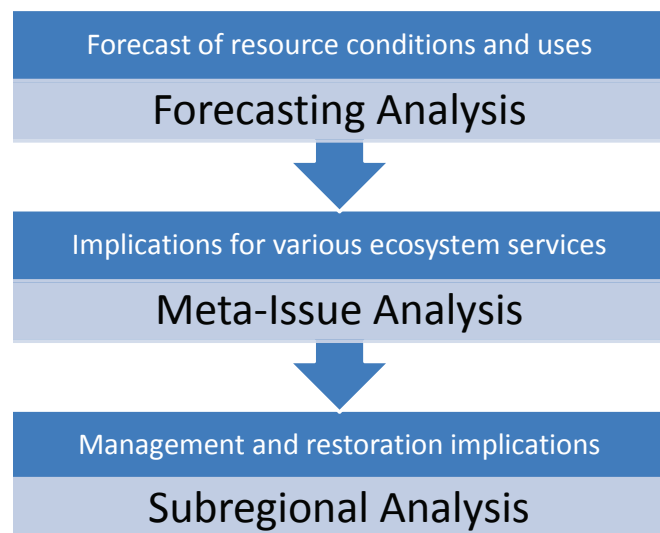 Forecast of resource conditions and uses
Forecasting Analysis
Implications for various ecosystem services
Meta-Issue Analysis
Management and restoration implications
Subregional Analysis